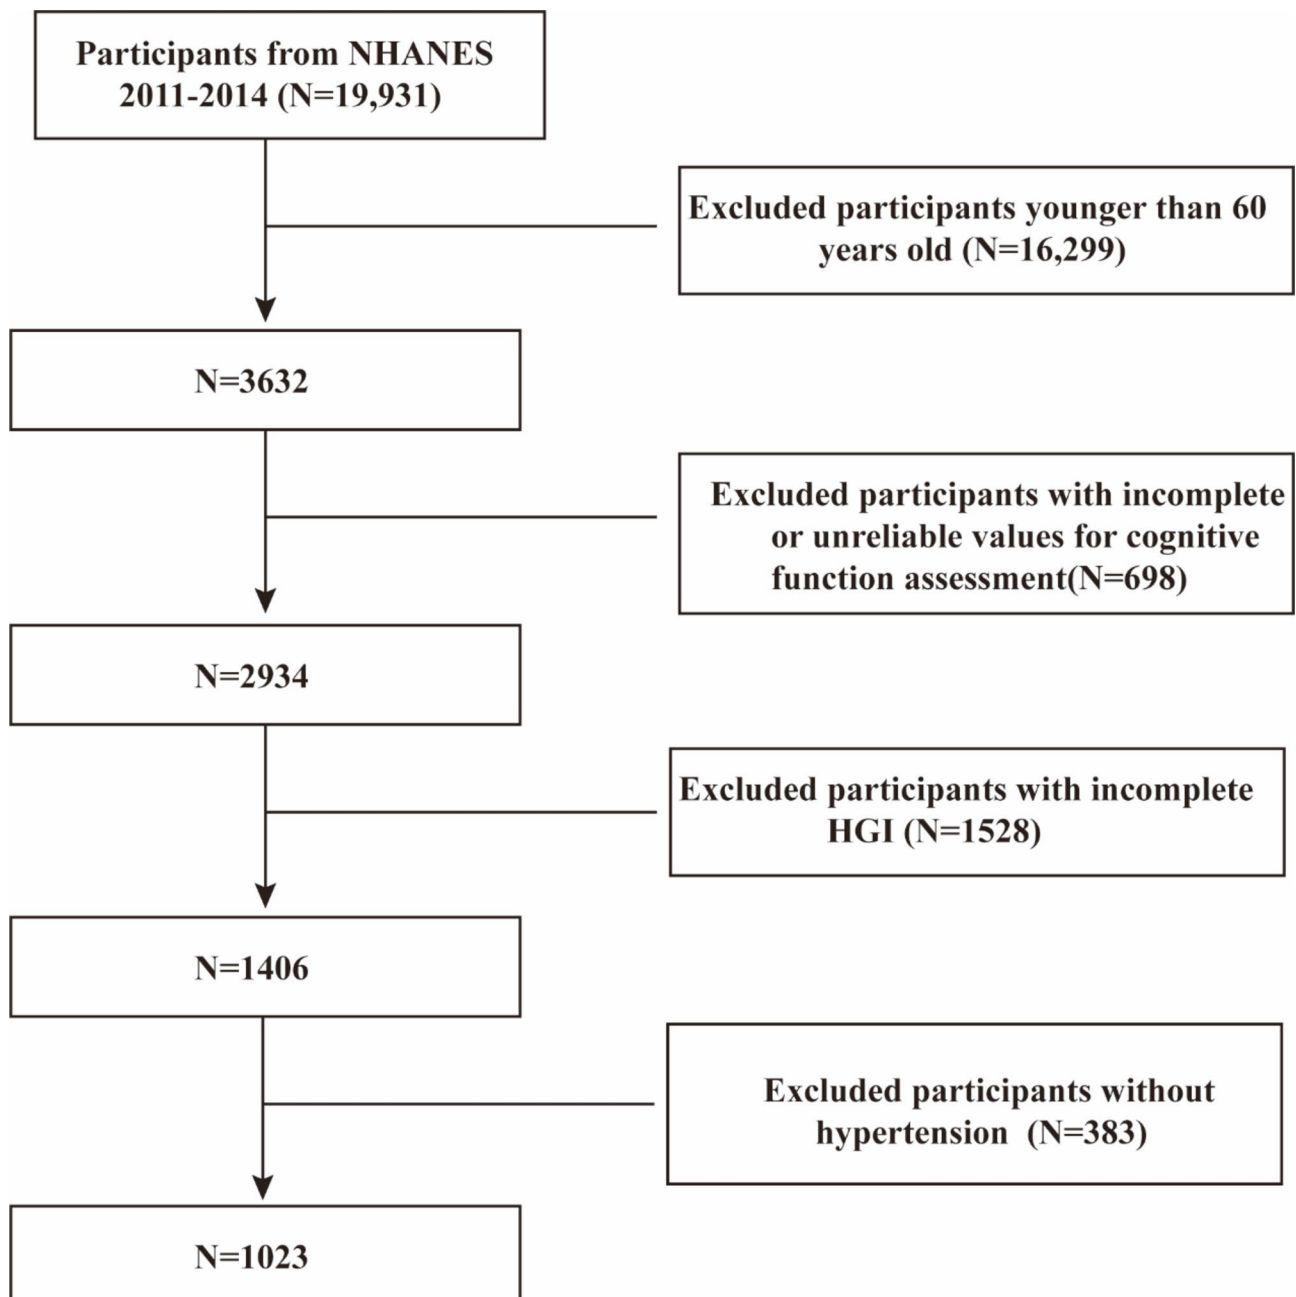 Participants from NHANES
2011-2014 (N=19,931)
Excluded participants younger than 60
years old (N=16,299)
N=3632
Excluded participants with incomplete
or unreliable values for cognitive
function assessment(N=698)
N=2934
Excluded participants with incomplete
HGI (N=1528)
N=1406
Excluded participants without
hypertension (N=383)
N=1023